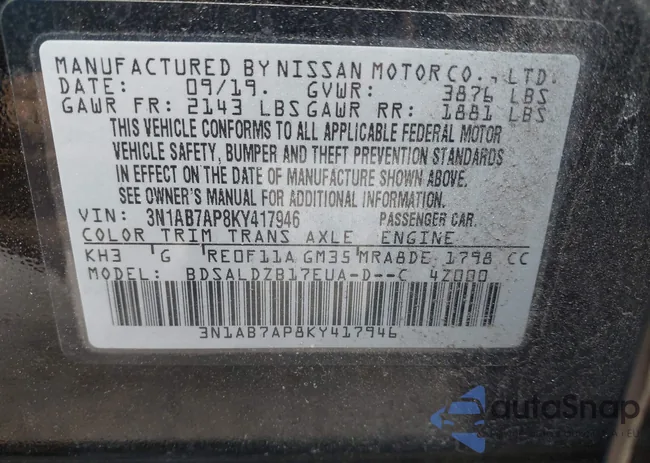 MANUFACTURED BY NISSAN MOTOR CO., LTD.
DATE: 09/19. GVWR: 3876 LBS
GAWR FR: 2143 LBS GAWR RR: 1881 LBS
THIS VEHICLE CONFORMS TO ALL APPLICABLE FEDERAL MOTOR
VEHICLE SAFETY, BUMPER AND THEFT PREVENTION STANDARDS
IN EFFECT ON THE DATE OF MANUFACTURE SHOWN ABOVE.
SEE OWNER'S MANUAL FOR ADDITIONAL INFORMATION.
VIN: 3N1AB7AP8KY417946 PASSENGER CAR.
COLOR TRIM TRANS AXLE ENGINE
KH3 G RE0F11A GM35 MRA8DE 1798 CC
MODEL: BDSALDZB17EUA-D--C 4Z000
3N1AB7AP8KY417946
autoSnap